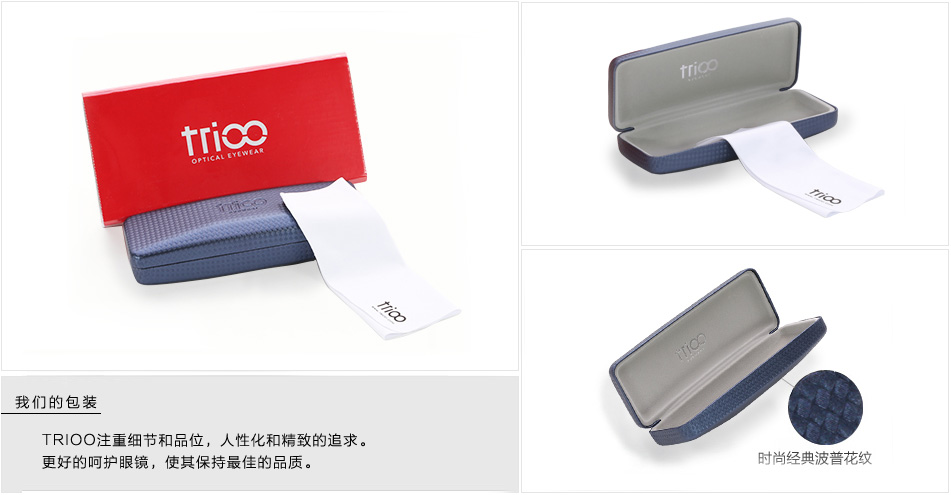 trioo
OPTICAL EYEWEAR
trioo
trioo
trioo
trioo
trioo
我们的包装
TRIOO注重细节和品位，人性化和精致的追求。
更好的呵护眼镜，使其保持最佳的品质。
时尚经典波普花纹